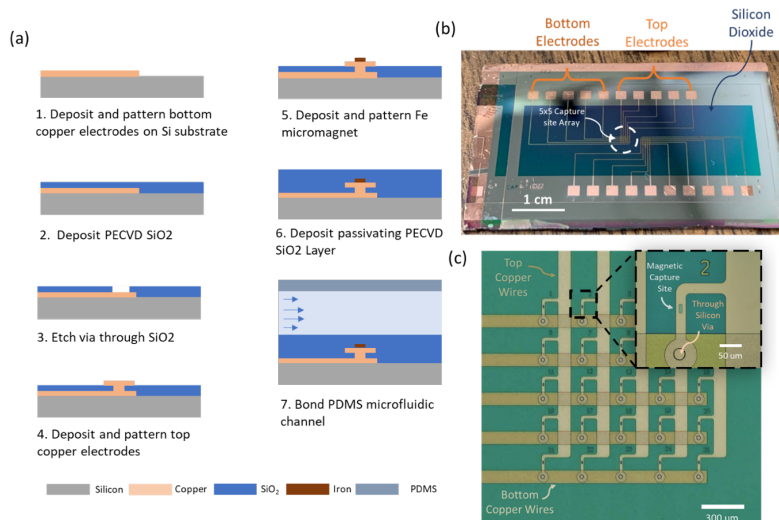 (a)
1. Deposit and pattern bottom
copper electrodes on Si substrate
2. Deposit PECVD SiO2
3. Etch via through SiO2
4. Deposit and pattern top
copper electrodes
5. Deposit and pattern Fe
micromagnet
6. Deposit passivating PECVD
SiO2 Layer
7. Bond PDMS microfluidic
channel
Silicon
Copper
SiO₂
Iron
PDMS
(b)
Bottom
Electrodes
Top
Electrodes
Silicon
Dioxide
5x5 Capture
site Array
1 cm
(c)
Top
Copper
Wires
Magnetic
Capture
Site
2
Through
Silicon
Via
50 um
Bottom
Copper Wires
300 um